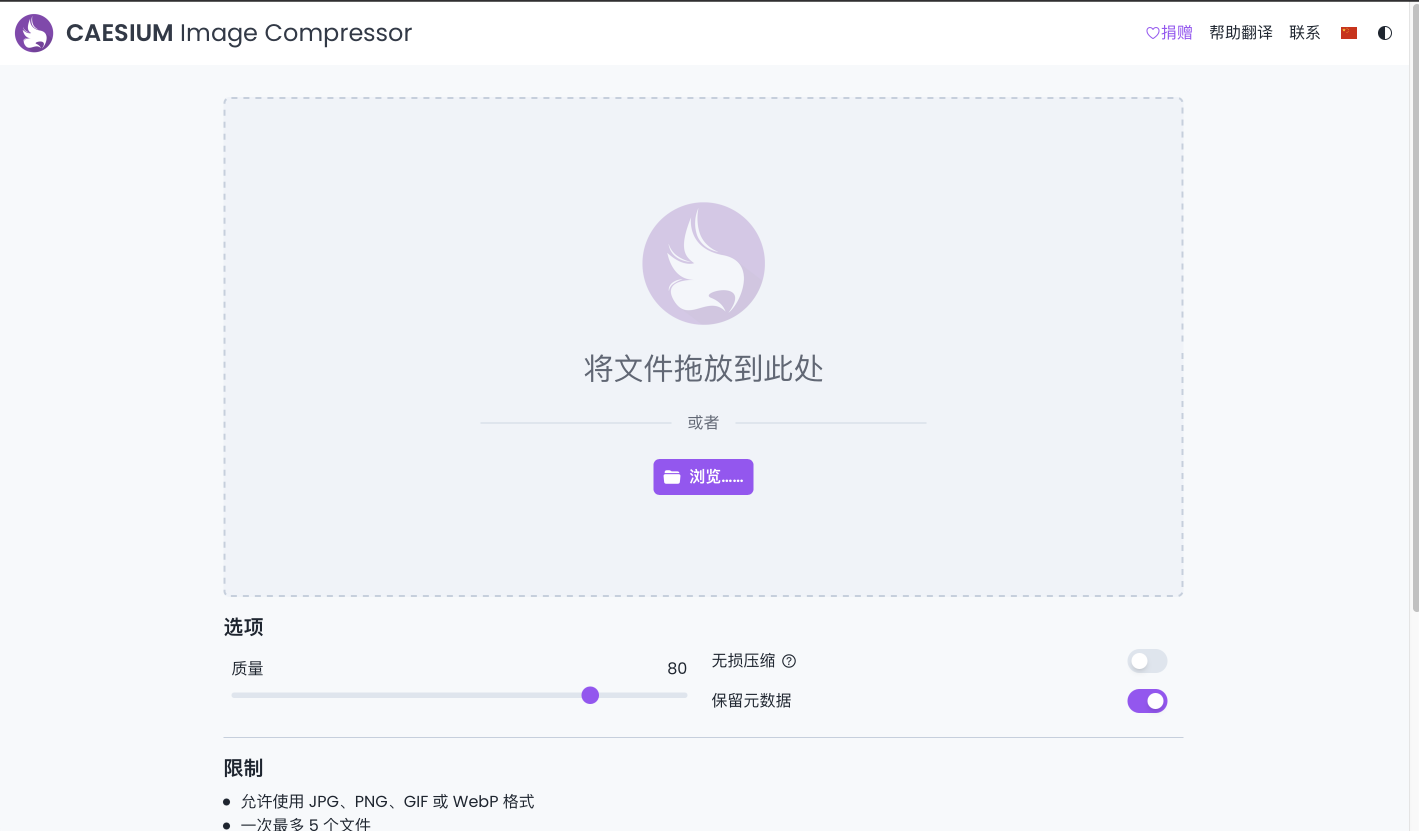 CAESIUM Image Compressor
♡捐赠 帮助翻译 联系
将文件拖放到此处
或者
浏览……
选项
质量 80
无损压缩
保留元数据
限制
允许使用 JPG、PNG、GIF 或 WebP 格式
一次最多 5 个文件